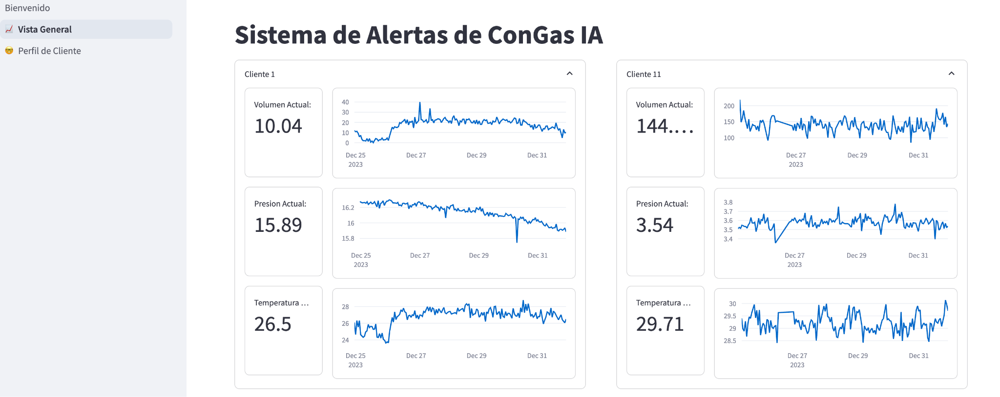 Bienvenido
Vista General
Perfil de Cliente
Sistema de Alertas de ConGas IA
Cliente 1
Volumen Actual:
10.04
40
30
20
10
0
Dec 25 Dec 27 Dec 29 Dec 31
2023
Presion Actual:
15.89
16.2
16
15.8
Dec 25 Dec 27 Dec 29 Dec 31
2023
Temperatura …
26.5
28
26
24
Dec 25 Dec 27 Dec 29 Dec 31
2023
Cliente 11
Volumen Actual:
144.…
200
150
100
Dec 27 Dec 29 Dec 31
2023
Presion Actual:
3.54
3.8
3.7
3.6
3.5
3.4
Dec 27 Dec 29 Dec 31
2023
Temperatura …
29.71
30
29.5
29
28.5
Dec 27 Dec 29 Dec 31
2023